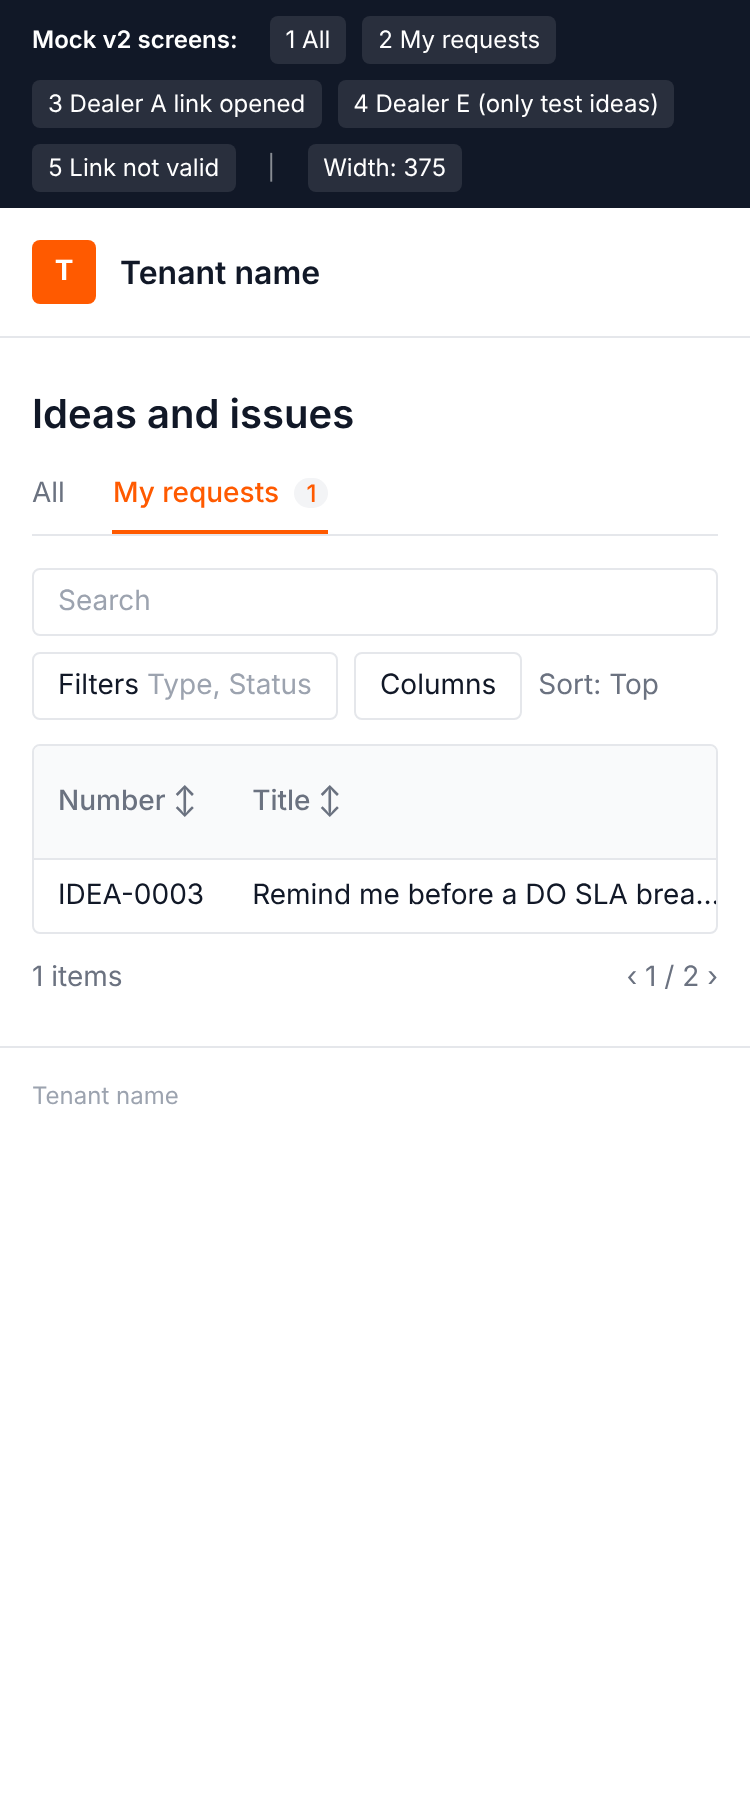 Mock v2 screens: 1 All 2 My requests
3 Dealer A link opened 4 Dealer E (only test ideas)
5 Link not valid | Width: 375
T Tenant name
Ideas and issues
All My requests 1
Search
Filters Type, Status Columns Sort: Top
Number ↕ Title ↕
IDEA-0003 Remind me before a DO SLA brea...
1 items ‹ 1 / 2 ›
Tenant name